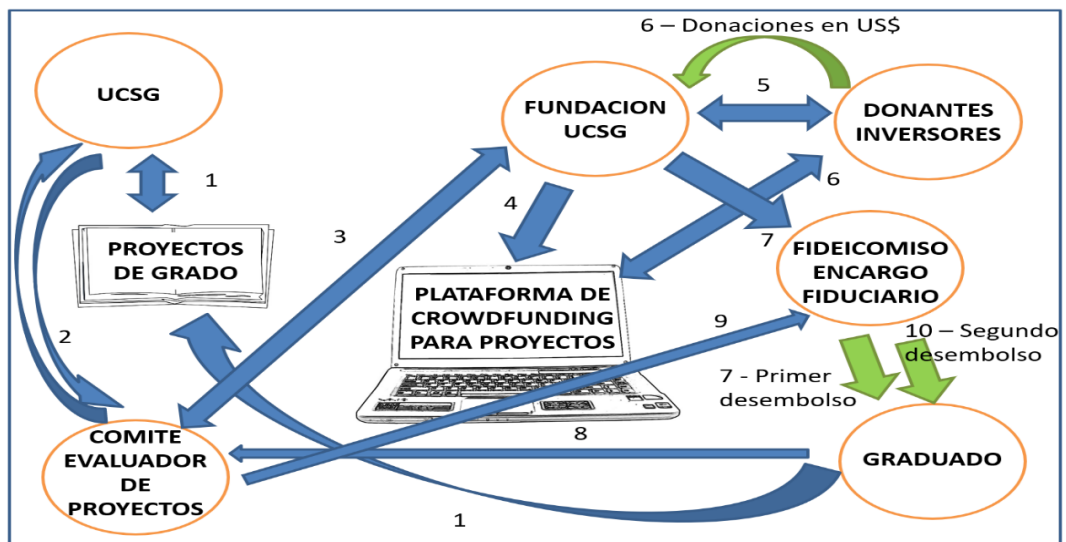 6 – Donaciones en US$
UCSG
FUNDACION
UCSG
5
DONANTES
INVERSORES
1
6
4
3
7
PROYECTOS
DE GRADO
FIDEICOMISO
ENCARGO
FIDUCIARIO
PLATAFORMA DE
CROWDFUNDING
PARA PROYECTOS
2
9
10 – Segundo
desembolso
7 - Primer
desembolso
8
COMITE
EVALUADOR
DE
PROYECTOS
GRADUADO
1